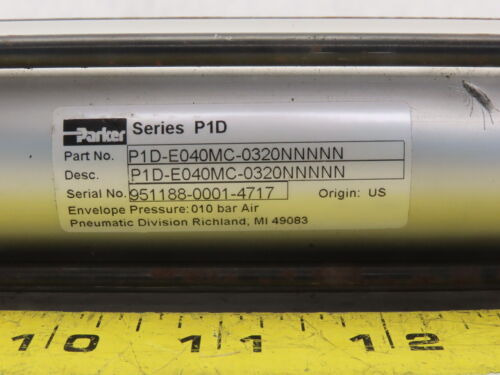 Parker Series P1D
Part No. P1D-E040MC-0320NNNNN
Desc. P1D-E040MC-0320NNNNN
Serial No. 951188-0001-4717 Origin: US
Envelope Pressure: 010 bar Air
Pneumatic Division Richland, MI 49083
10 11 12